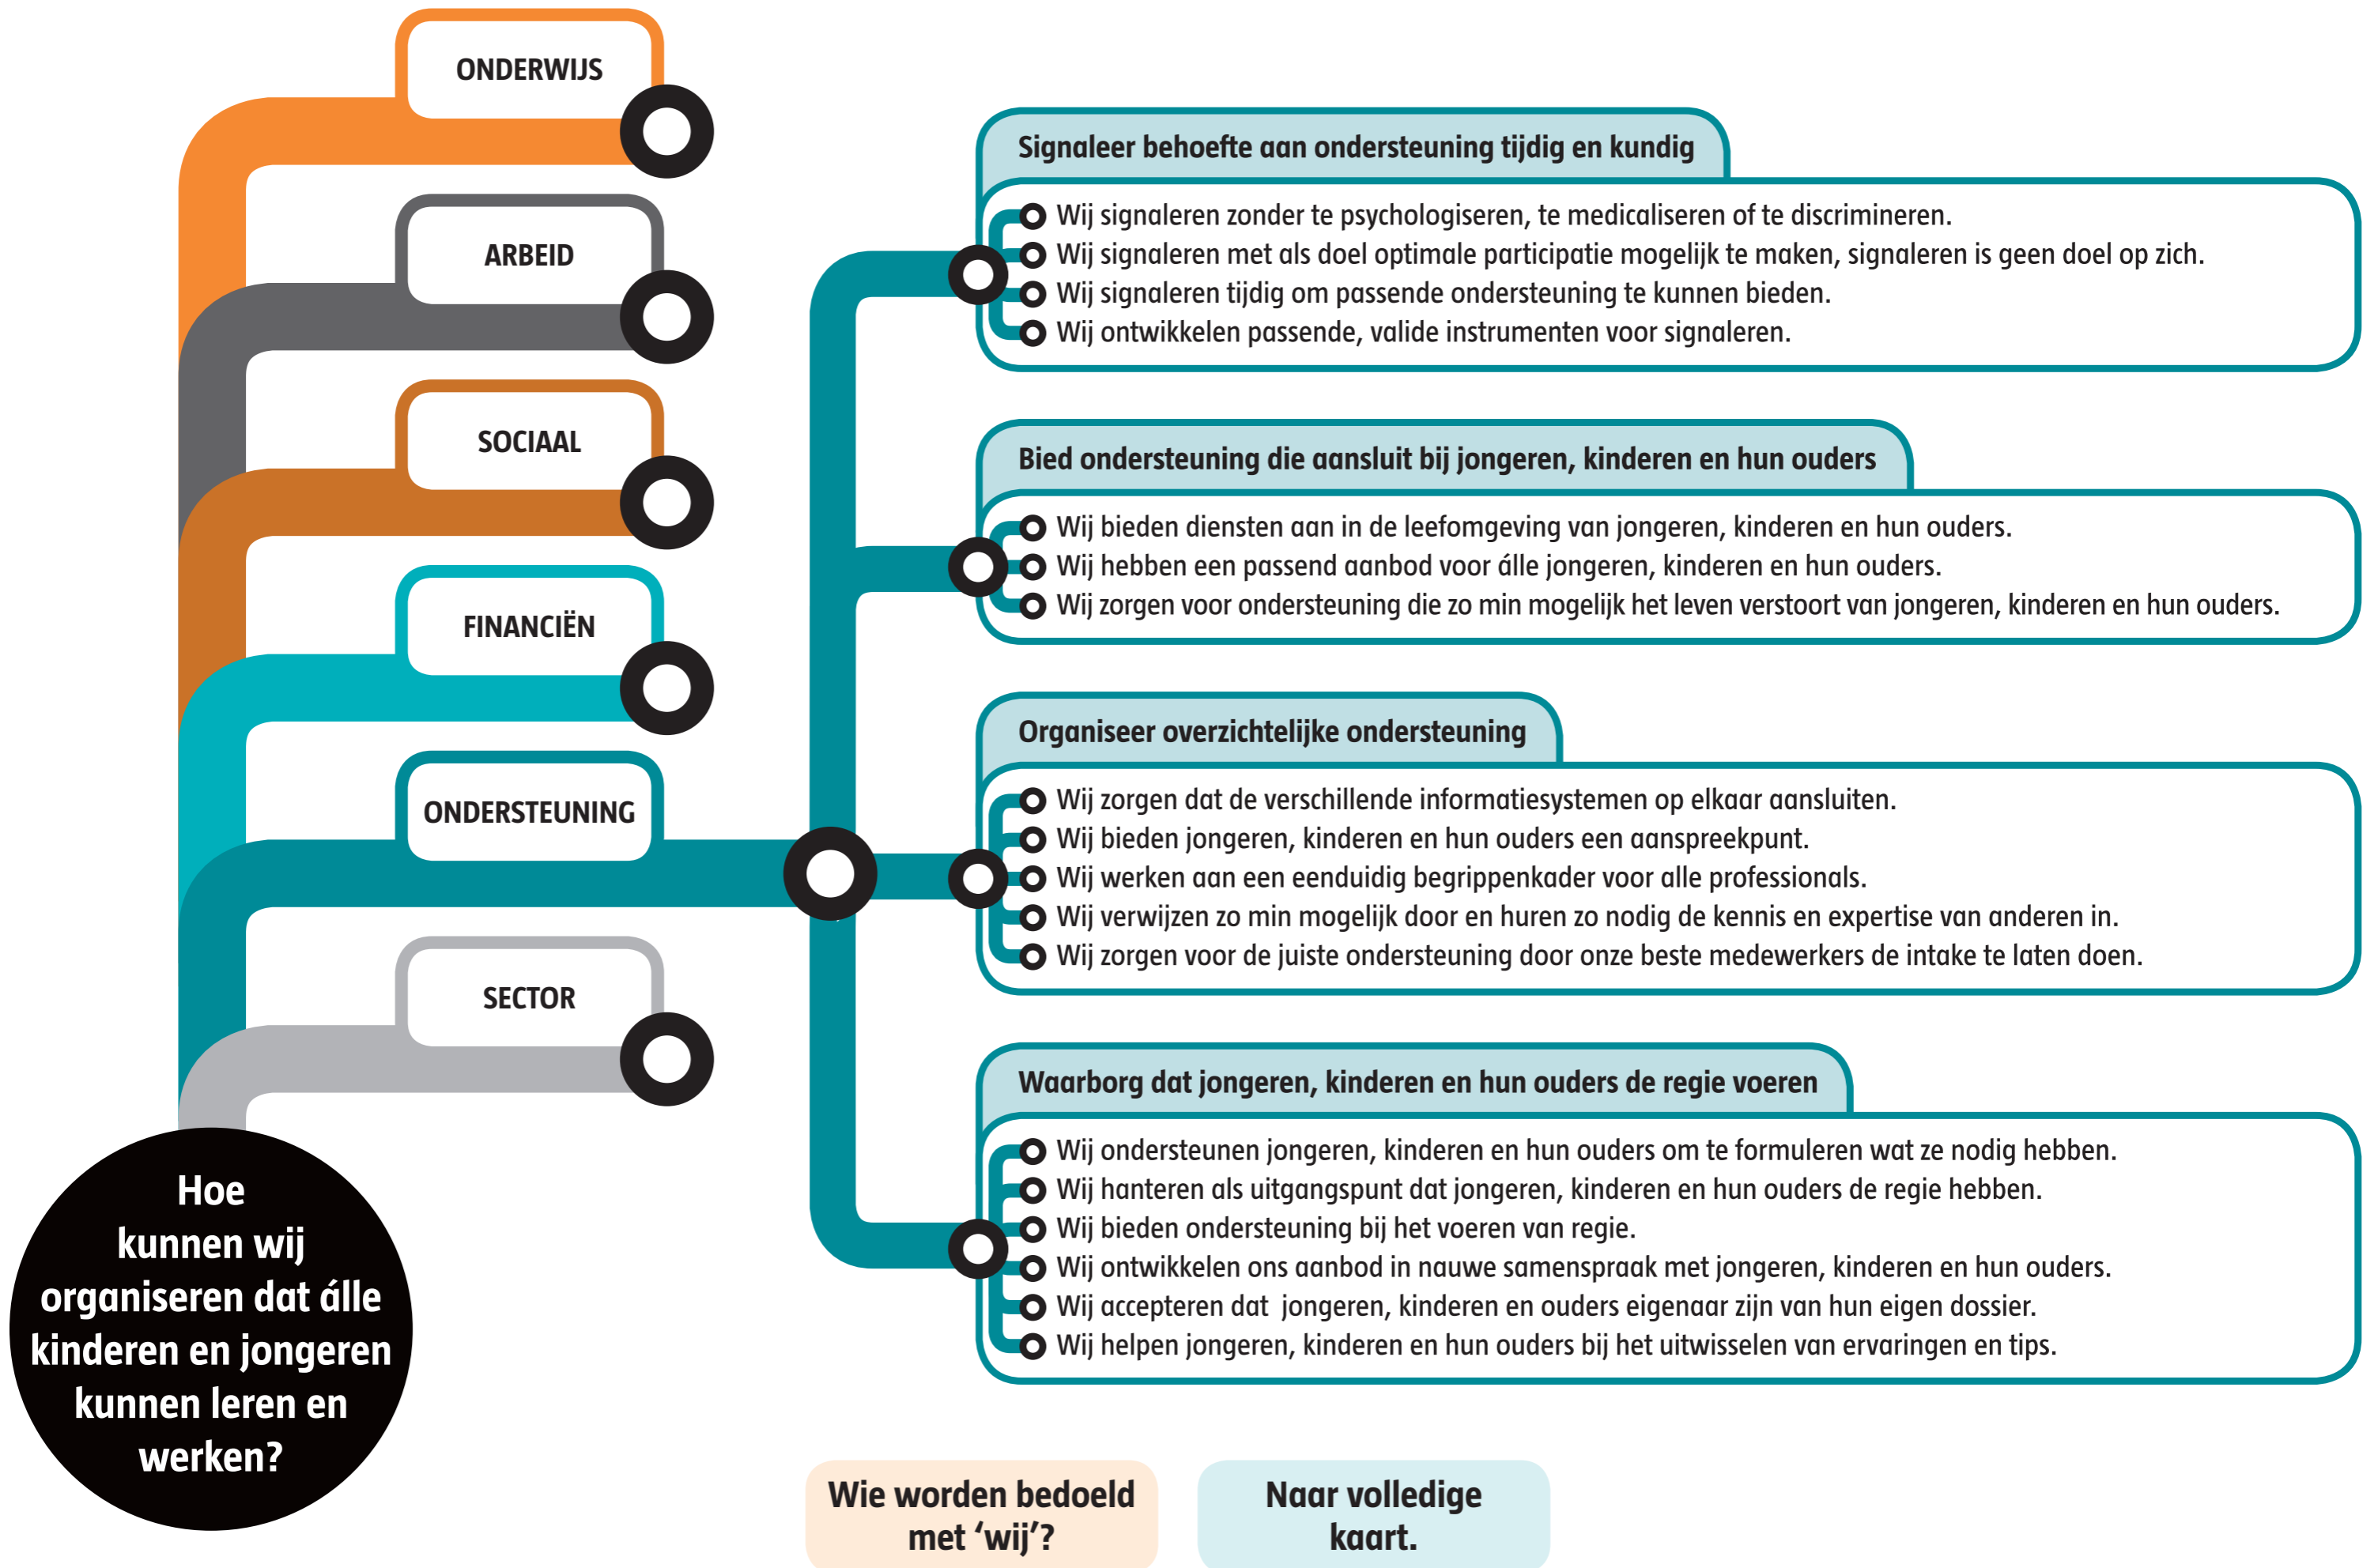 ONDERWIJS
ARBEID
SOCIAAL
FINANCIËN
ONDERSTEUNING
SECTOR
Hoe
kunnen wij
organiseren dat álle
kinderen en jongeren
kunnen leren en
werken?
Signaleer behoefte aan ondersteuning tijdig en kundig
Wij signaleren zonder te psychologiseren, te medicaliseren of te discrimineren.
Wij signaleren met als doel optimale participatie mogelijk te maken, signaleren is geen doel op zich.
Wij signaleren tijdig om passende ondersteuning te kunnen bieden.
Wij ontwikkelen passende, valide instrumenten voor signaleren.
Bied ondersteuning die aansluit bij jongeren, kinderen en hun ouders
Wij bieden diensten aan in de leefomgeving van jongeren, kinderen en hun ouders.
Wij hebben een passend aanbod voor álle jongeren, kinderen en hun ouders.
Wij zorgen voor ondersteuning die zo min mogelijk het leven verstoort van jongeren, kinderen en hun ouders.
Organiseer overzichtelijke ondersteuning
Wij zorgen dat de verschillende informatiesystemen op elkaar aansluiten.
Wij bieden jongeren, kinderen en hun ouders een aanspreekpunt.
Wij werken aan een eenduidig begrippenkader voor alle professionals.
Wij verwijzen zo min mogelijk door en huren zo nodig de kennis en expertise van anderen in.
Wij zorgen voor de juiste ondersteuning door onze beste medewerkers de intake te laten doen.
Waarborg dat jongeren, kinderen en hun ouders de regie voeren
Wij ondersteunen jongeren, kinderen en hun ouders om te formuleren wat ze nodig hebben.
Wij hanteren als uitgangspunt dat jongeren, kinderen en hun ouders de regie hebben.
Wij bieden ondersteuning bij het voeren van regie.
Wij ontwikkelen ons aanbod in nauwe samenspraak met jongeren, kinderen en hun ouders.
Wij accepteren dat jongeren, kinderen en ouders eigenaar zijn van hun eigen dossier.
Wij helpen jongeren, kinderen en hun ouders bij het uitwisselen van ervaringen en tips.
Wie worden bedoeld
met ‘wij’?
Naar volledige
kaart.